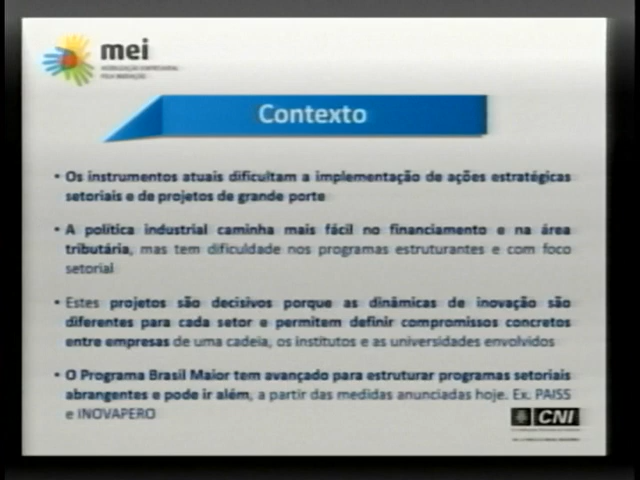 mei
MOBILIZAÇÃO EMPRESARIAL
PELA INOVAÇÃO
Contexto
• Os instrumentos atuais dificultam a implementação de ações estratégicas
setoriais e de projetos de grande porte
• A política industrial caminha mais fácil no financiamento e na área
tributária, mas tem dificuldade nos programas estruturantes e com foco
setorial
• Estes projetos são decisivos porque as dinâmicas de inovação são
diferentes para cada setor e permitem definir compromissos concretos
entre empresas de uma cadeia, os institutos e as universidades envolvidos
• O Programa Brasil Maior tem avançado para estruturar programas setoriais
abrangentes e pode ir além, a partir das medidas anunciadas hoje. Ex. PAISS
e INOVAPERO
CNI